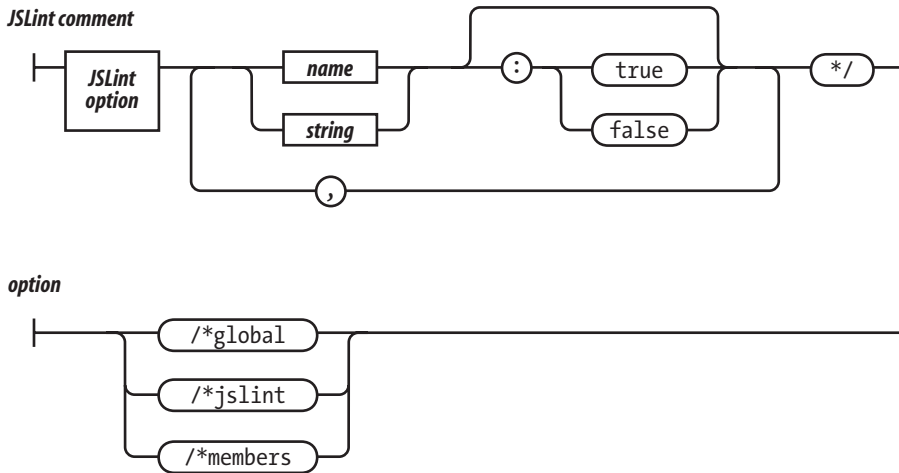 JSLint comment
JSLint
option
name
:
true
*/
string
false
,
option
/*global
/*jslint
/*members